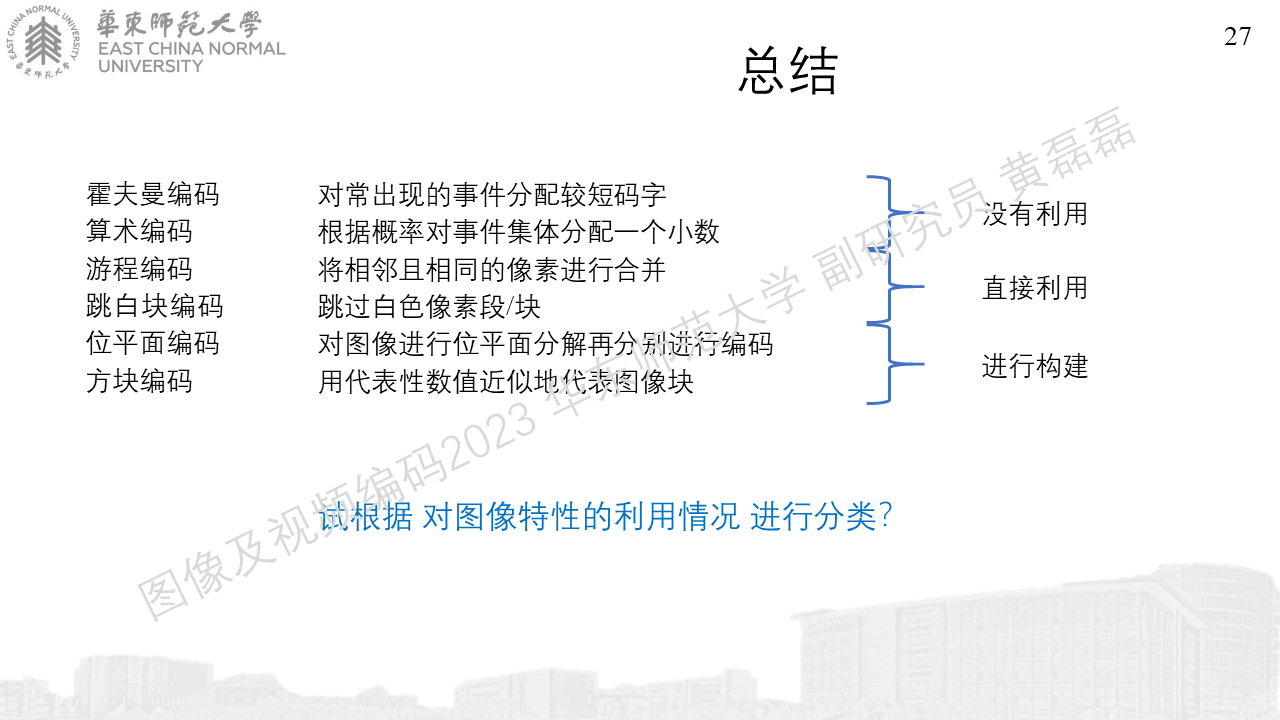 華東師范大學
EAST CHINA NORMAL
UNIVERSITY
EAST CHINA NORMAL UNIVERSITY
華東师范大学
27
总结
霍夫曼编码 对常出现的事件分配较短码字 没有利用
算术编码 根据概率对事件集体分配一个小数
游程编码 将相邻且相同的像素进行合并 直接利用
跳白块编码 跳过白色像素段/块
位平面编码 对图像进行位平面分解再分别进行编码 进行构建
方块编码 用代表性数值近似地代表图像块
试根据 对图像特性的利用情况 进行分类？
图像及视频编码2023 华东师范大学 副研究员 黄磊磊